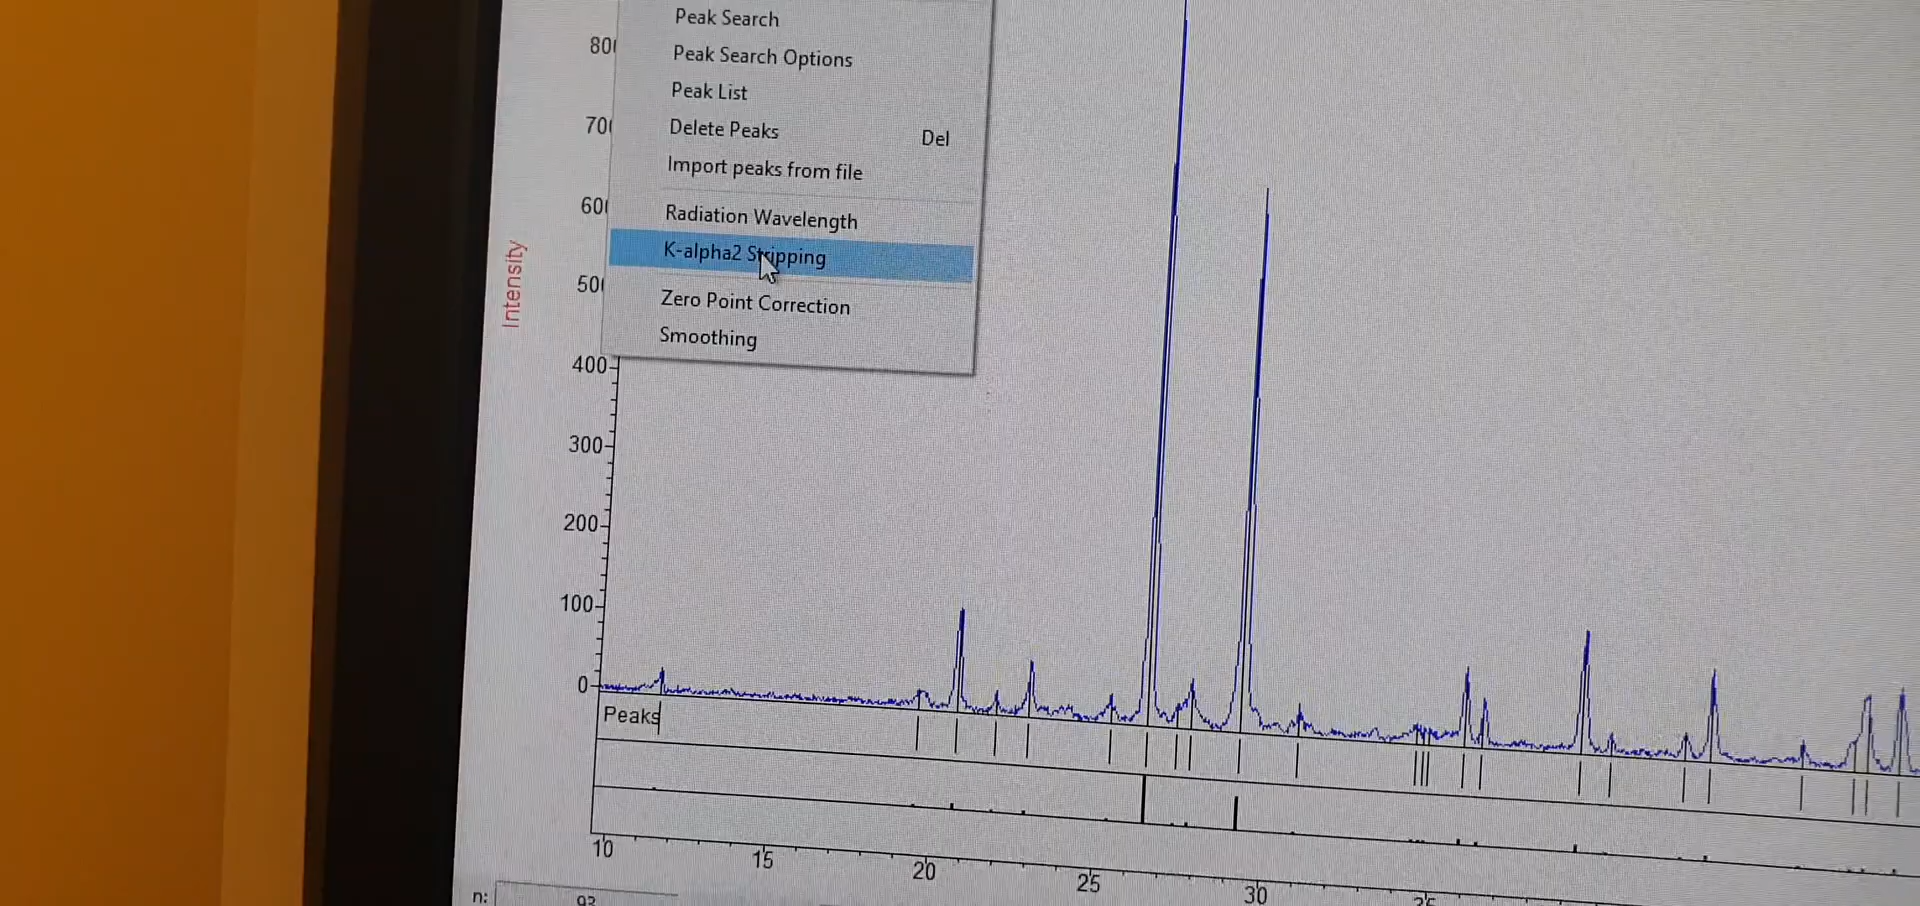 Peak Search
Peak Search Options
Peak List
Delete Peaks Del
Import peaks from file
Radiation Wavelength
K-alpha2 Stripping
Zero Point Correction
Smoothing
Intensity
400
300
200
100
0
Peaks
10
15
20
25
30
n: